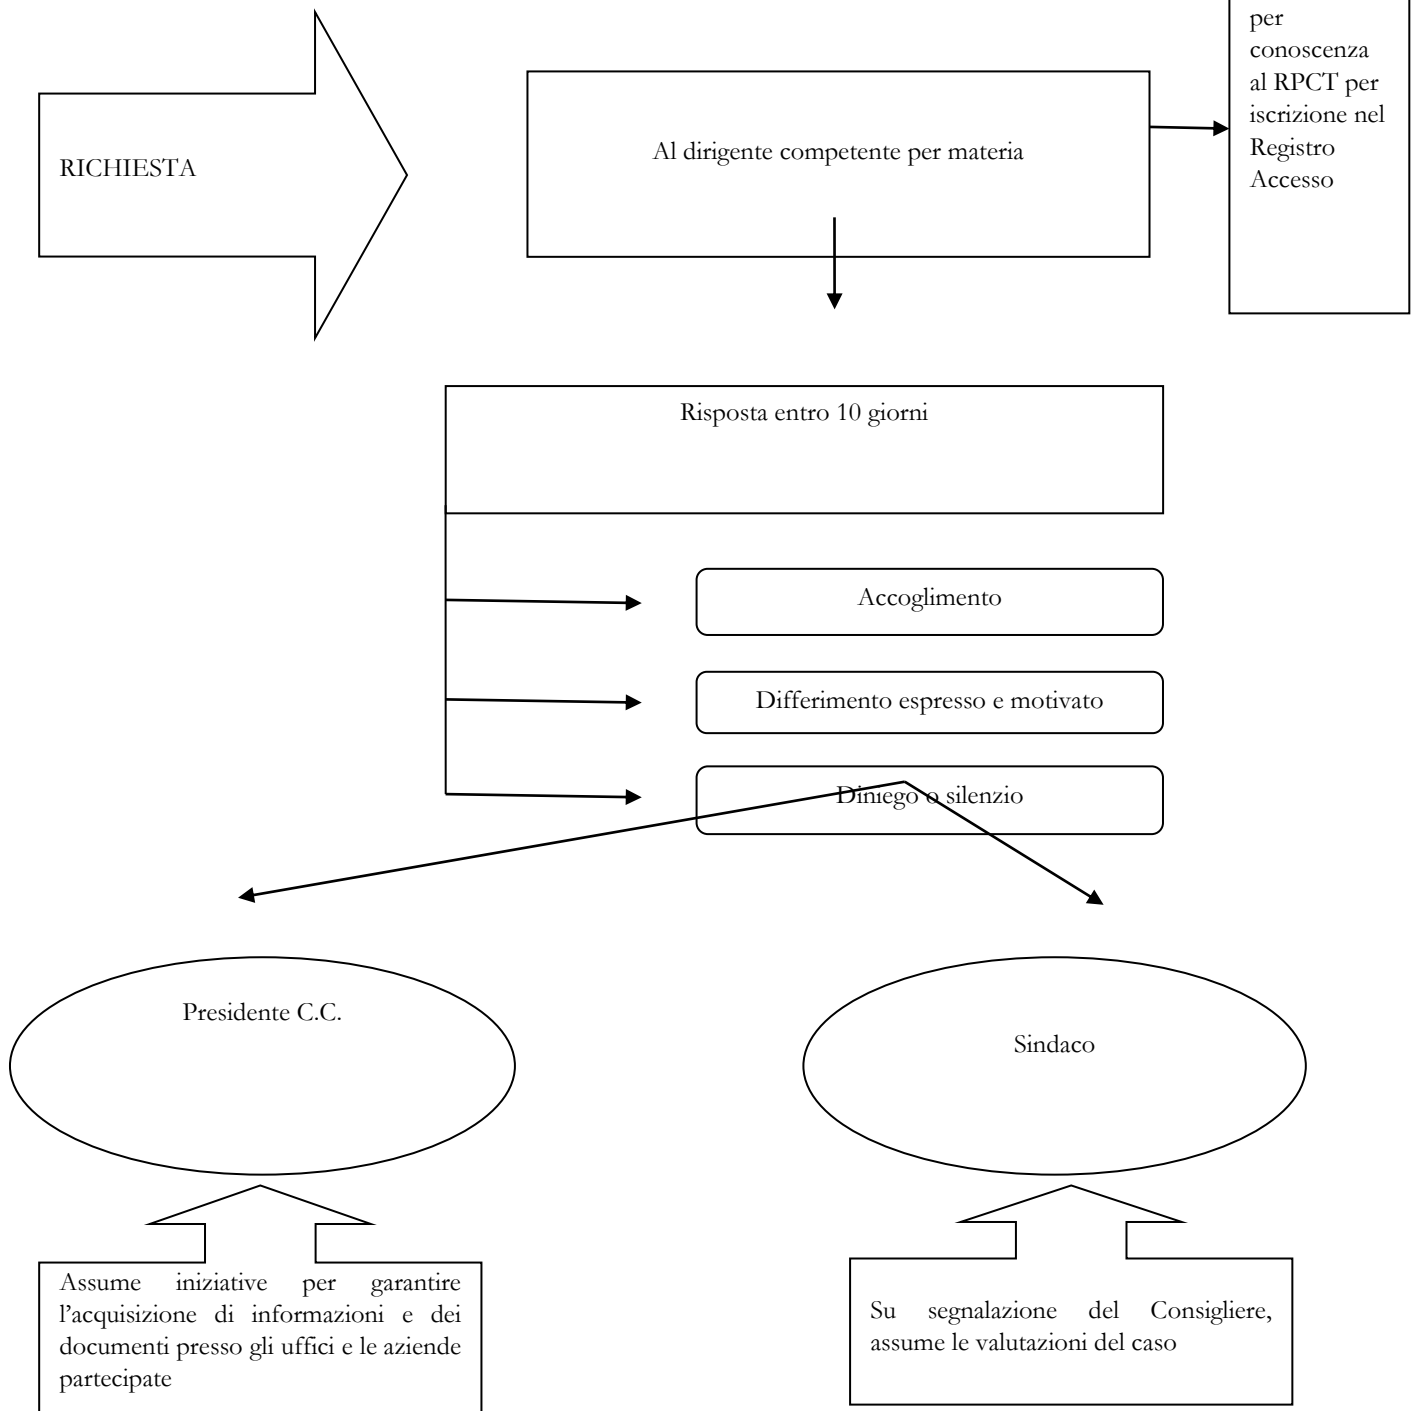 RICHIESTA
Al dirigente competente per materia
per
conoscenza
al RPCT per
iscrizione nel
Registro
Accesso
Risposta entro 10 giorni
Accoglimento
Differimento espresso e motivato
Diniego o silenzio
Presidente C.C.
Sindaco
Assume iniziative per garantire
l’acquisizione di informazioni e dei
documenti presso gli uffici e le aziende
partecipate
Su segnalazione del Consigliere,
assume le valutazioni del caso